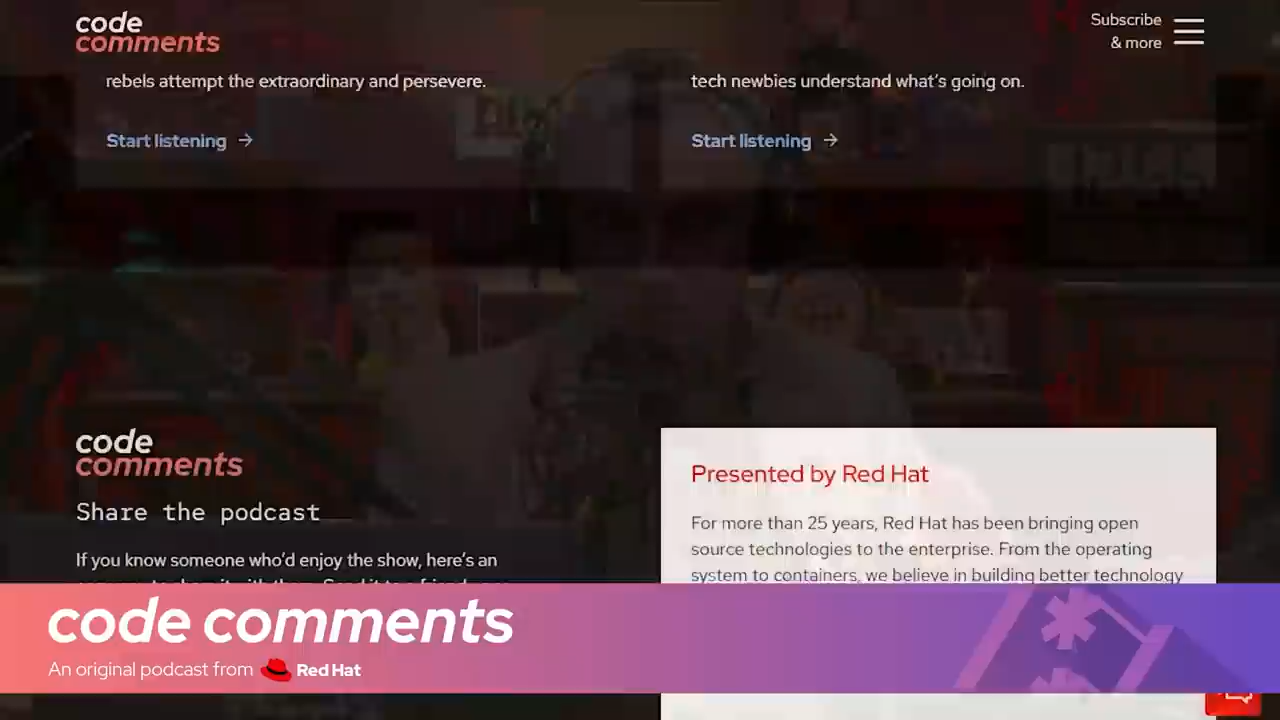 code
comments
Subscribe
& more
rebels attempt the extraordinary and persevere.
Start listening →
tech newbies understand what's going on.
Start listening →
code
comments
Share the podcast
If you know someone who'd enjoy the show, here's an
Presented by Red Hat
For more than 25 years, Red Hat has been bringing open
source technologies to the enterprise. From the operating
system to containers, we believe in building better technology
code comments
An original podcast from Red Hat